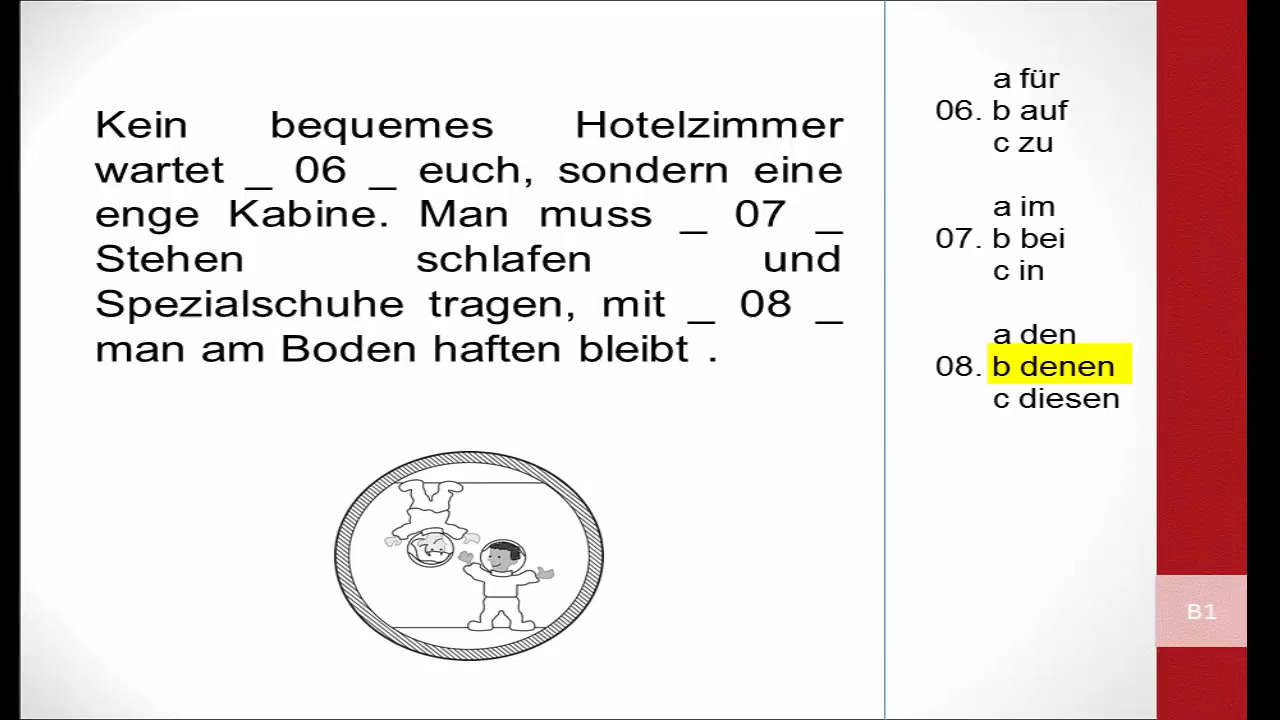 Kein bequemes Hotelzimmer
wartet _ 06 _ euch, sondern eine
enge Kabine. Man muss _ 07 _
Stehen schlafen und
Spezialschuhe tragen, mit _ 08 _
man am Boden haften bleibt .
a für
06. b auf
c zu
a im
07. b bei
c in
a den
08. b denen
c diesen
B1